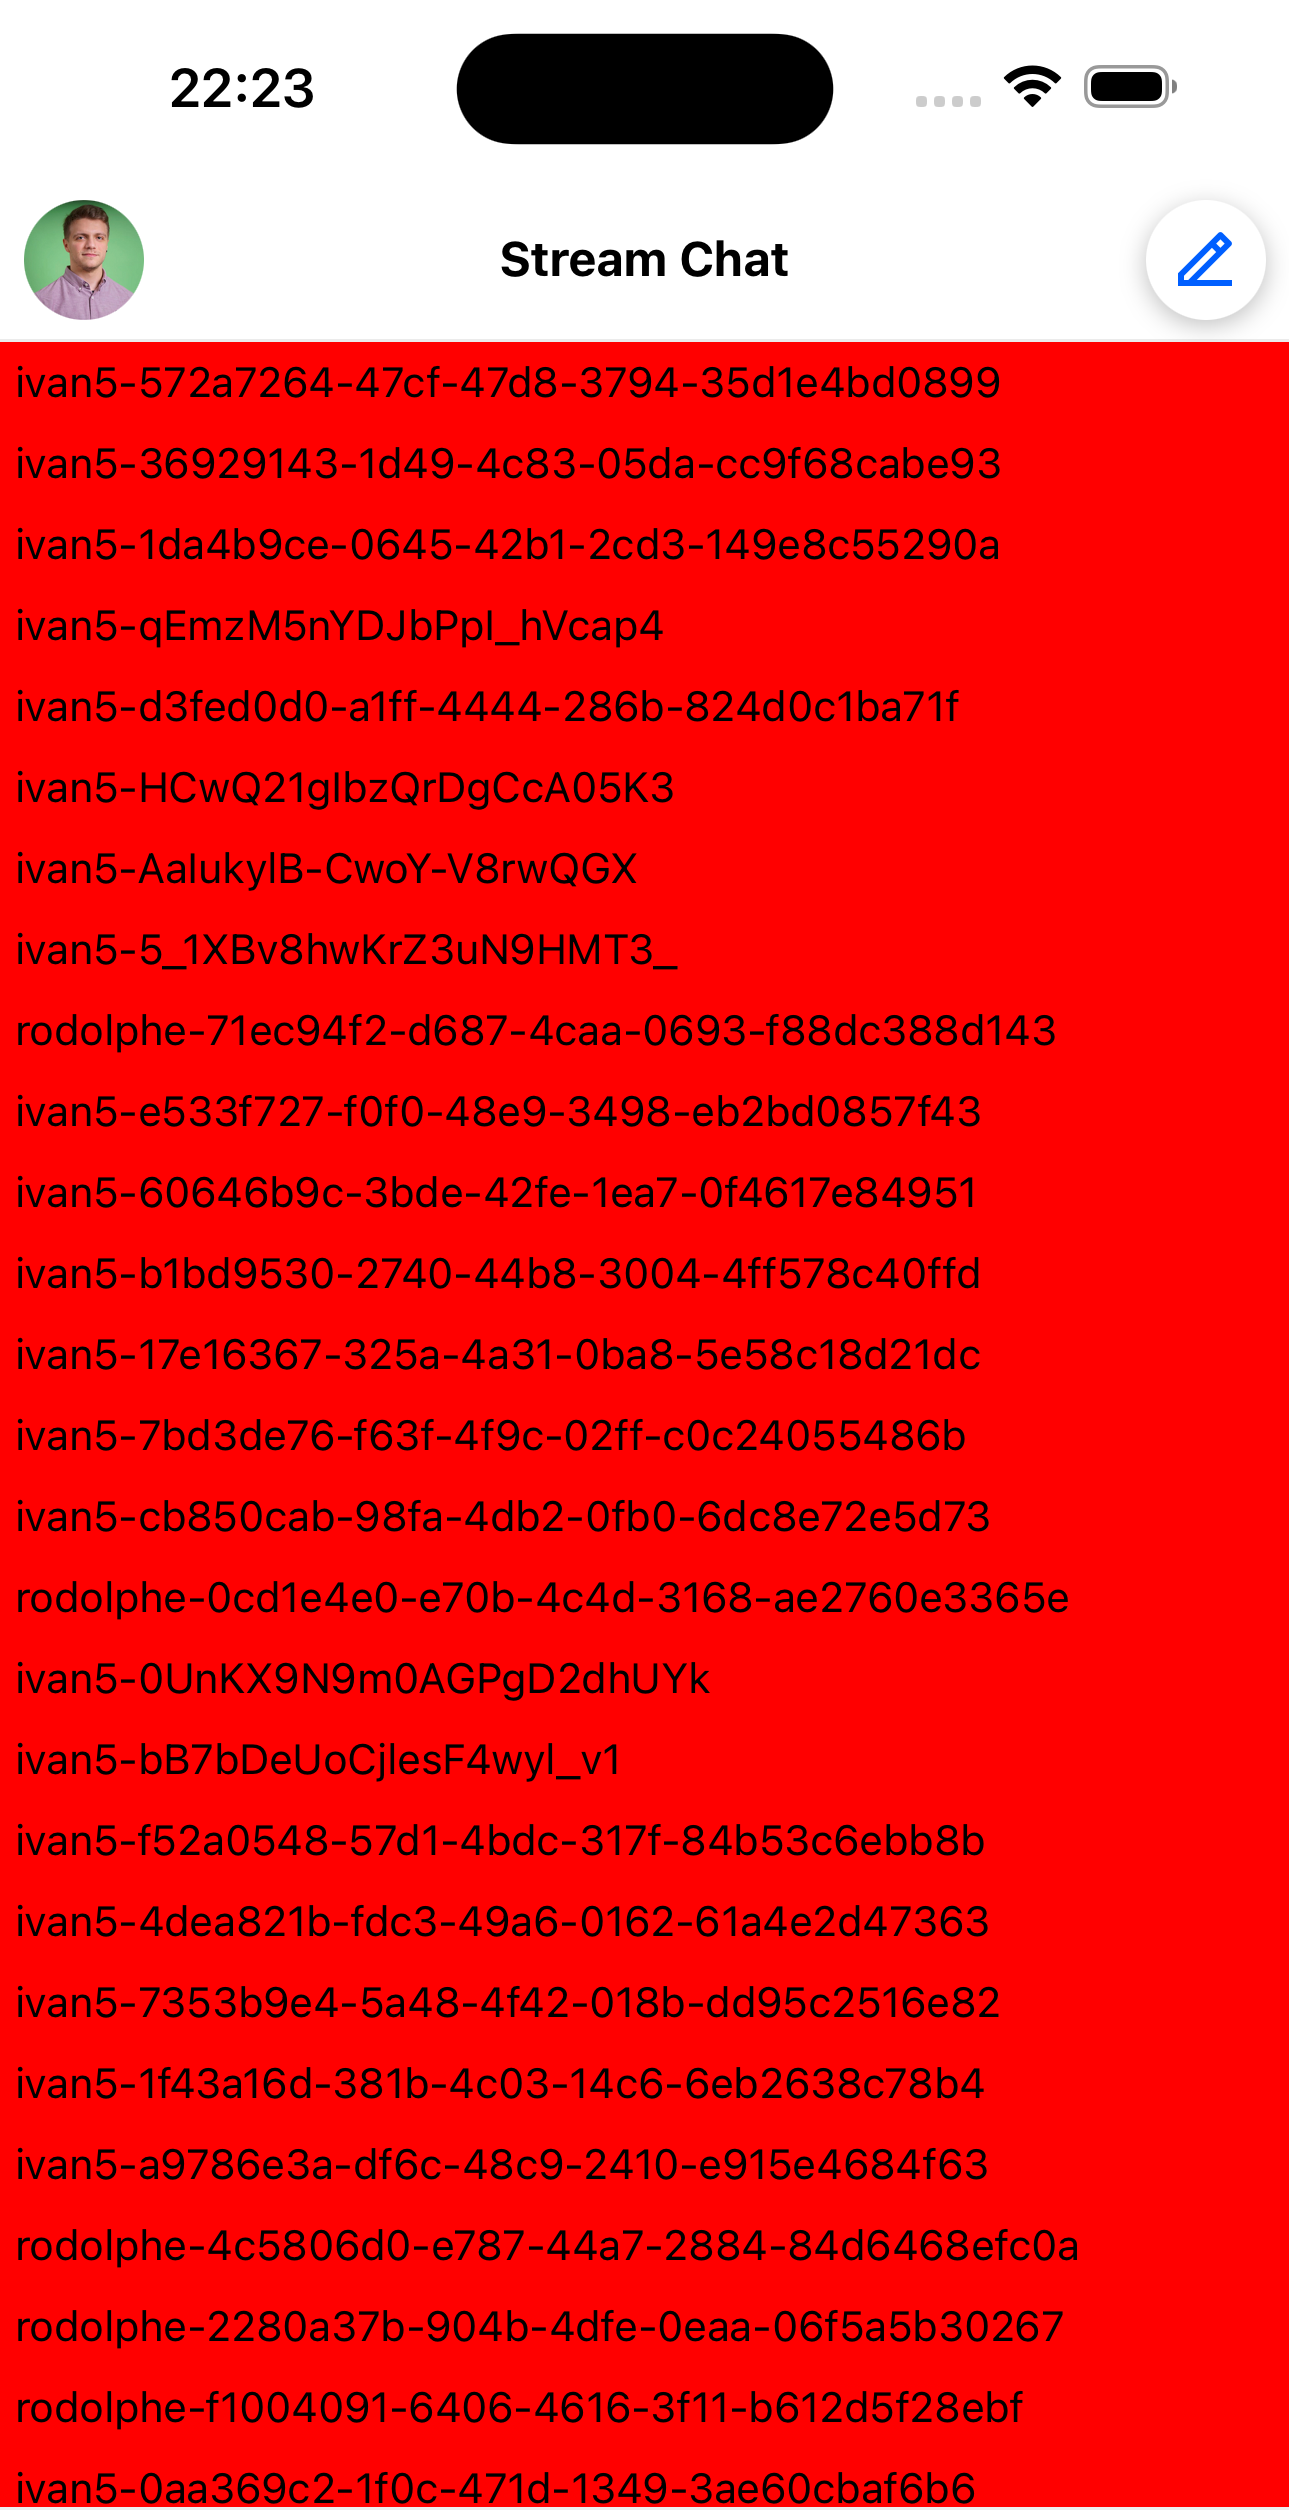 22:23
Stream Chat
ivan5-572a7264-47cf-47d8-3794-35d1e4bd0899
ivan5-36929143-1d49-4c83-05da-cc9f68cabe93
ivan5-1da4b9ce-0645-42b1-2cd3-149e8c55290a
ivan5-qEmzM5nYDJbPpI_hVcap4
ivan5-d3fed0d0-a1ff-4444-286b-824d0c1ba71f
ivan5-HCwQ21gIbzQrDgCcA05K3
ivan5-AaIukylB-CwoY-V8rwQGX
ivan5-5_1XBv8hwKrZ3uN9HMT3_
rodolphe-71ec94f2-d687-4caa-0693-f88dc388d143
ivan5-e533f727-f0f0-48e9-3498-eb2bd0857f43
ivan5-60646b9c-3bde-42fe-1ea7-0f4617e84951
ivan5-b1bd9530-2740-44b8-3004-4ff578c40ffd
ivan5-17e16367-325a-4a31-0ba8-5e58c18d21dc
ivan5-7bd3de76-f63f-4f9c-02ff-c0c24055486b
ivan5-cb850cab-98fa-4db2-0fb0-6dc8e72e5d73
rodolphe-0cd1e4e0-e70b-4c4d-3168-ae2760e3365e
ivan5-0UnKX9N9m0AGPgD2dhUYk
ivan5-bB7bDeUoCjlesF4wyl_v1
ivan5-f52a0548-57d1-4bdc-317f-84b53c6ebb8b
ivan5-4dea821b-fdc3-49a6-0162-61a4e2d47363
ivan5-7353b9e4-5a48-4f42-018b-dd95c2516e82
ivan5-1f43a16d-381b-4c03-14c6-6eb2638c78b4
ivan5-a9786e3a-df6c-48c9-2410-e915e4684f63
rodolphe-4c5806d0-e787-44a7-2884-84d6468efc0a
rodolphe-2280a37b-904b-4dfe-0eaa-06f5a5b30267
rodolphe-f1004091-6406-4616-3f11-b612d5f28ebf
ivan5-0aa369c2-1f0c-471d-1349-3ae60cbaf6b6